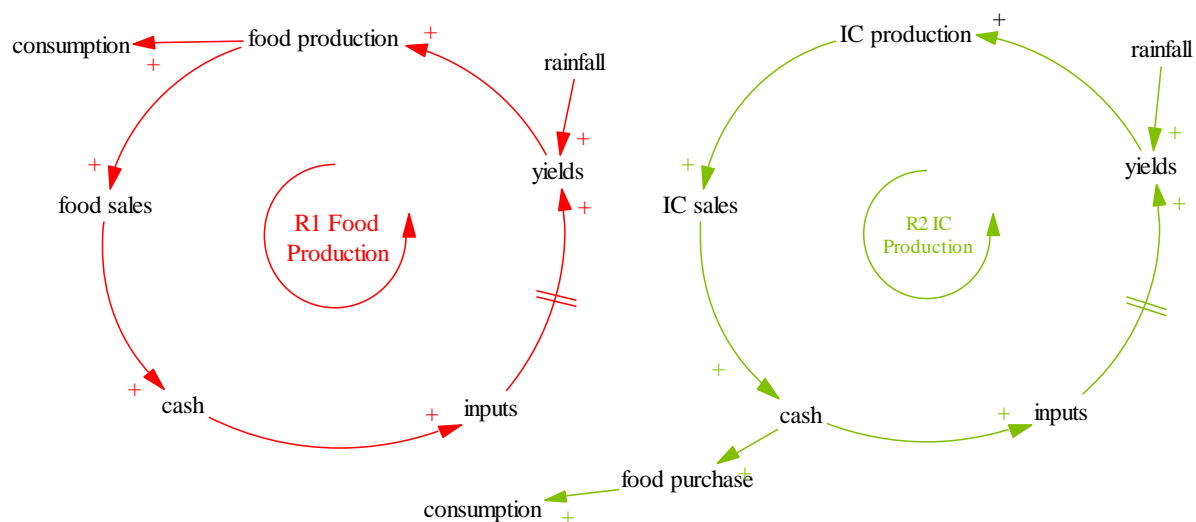 consumption
+
food production
+
rainfall
+
yields
+
+
food sales
R1 Food
Production
+
cash
+
inputs
IC production
+
rainfall
+
yields
+
+
IC sales
R2 IC
Production
+
cash
+
inputs
+
food purchase
+
consumption